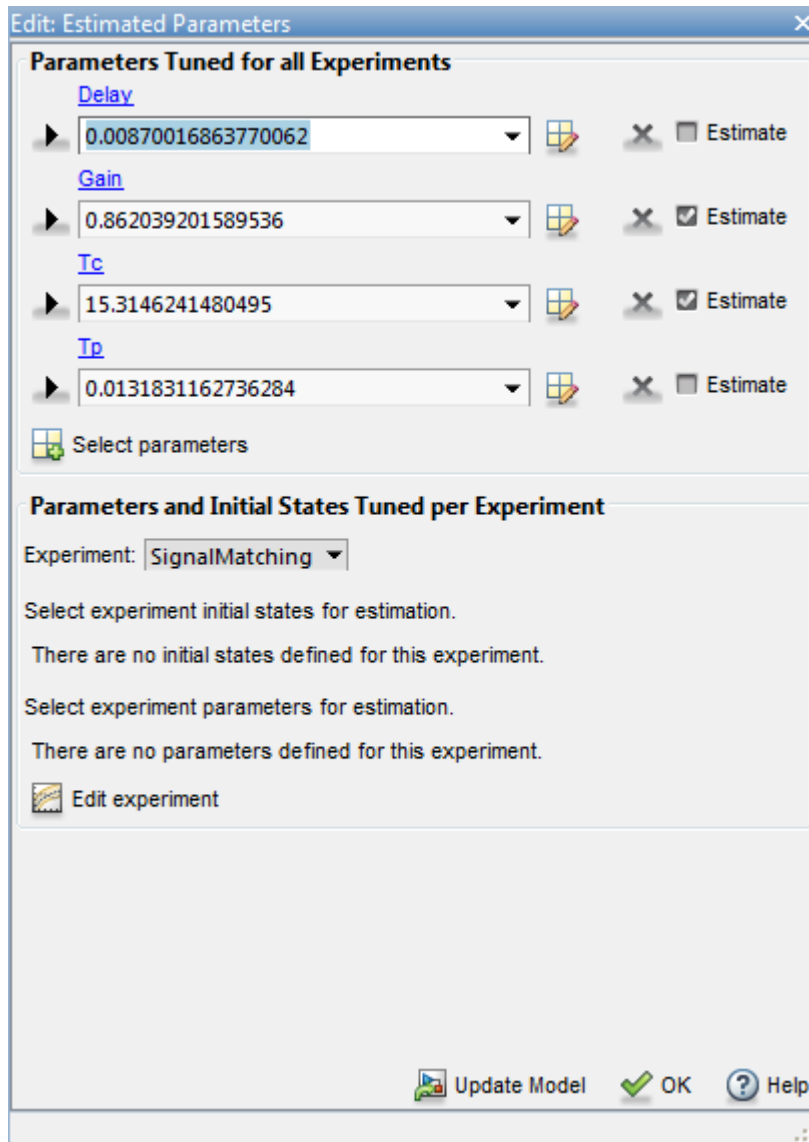 Edit: Estimated Parameters
Parameters Tuned for all Experiments
Delay
0.00870016863770062
Estimate
Gain
0.862039201589536
Estimate
Tc
15.3146241480495
Estimate
Tp
0.0131831162736284
Estimate
Select parameters
Parameters and Initial States Tuned per Experiment
Experiment: SignalMatching
Select experiment initial states for estimation.
There are no initial states defined for this experiment.
Select experiment parameters for estimation.
There are no parameters defined for this experiment.
Edit experiment
Update Model OK Help